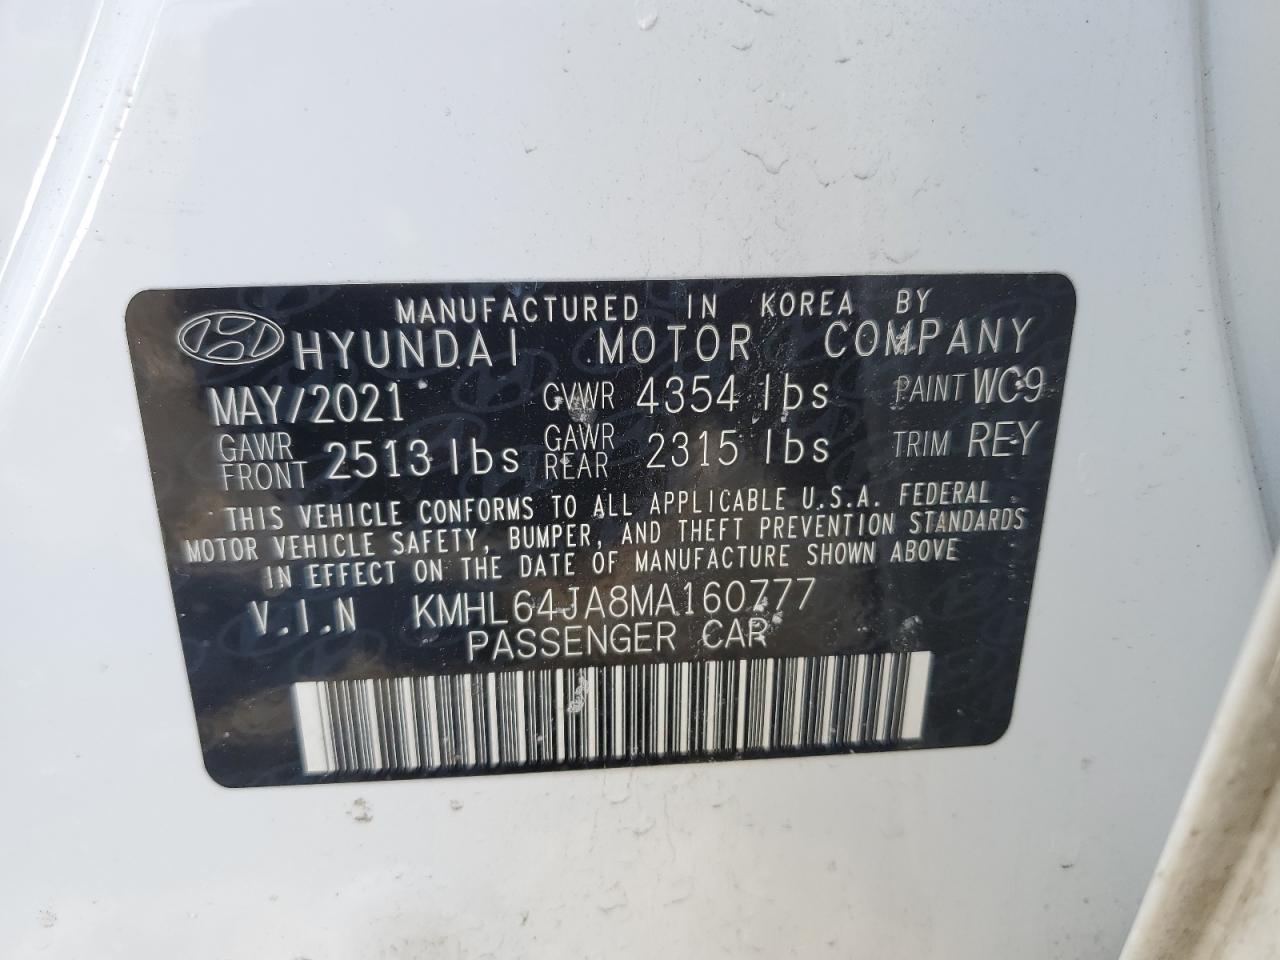 MANUFACTURED IN KOREA BY
HYUNDAI MOTOR COMPANY
MAY/2021 GVWR 4354 lbs PAINT WC9
GAWR FRONT 2513 lbs GAWR REAR 2315 lbs TRIM REY
THIS VEHICLE CONFORMS TO ALL APPLICABLE U.S.A. FEDERAL
MOTOR VEHICLE SAFETY, BUMPER, AND THEFT PREVENTION STANDARDS
IN EFFECT ON THE DATE OF MANUFACTURE SHOWN ABOVE
V.I.N KMHL64JA8MA160777
PASSENGER CAR